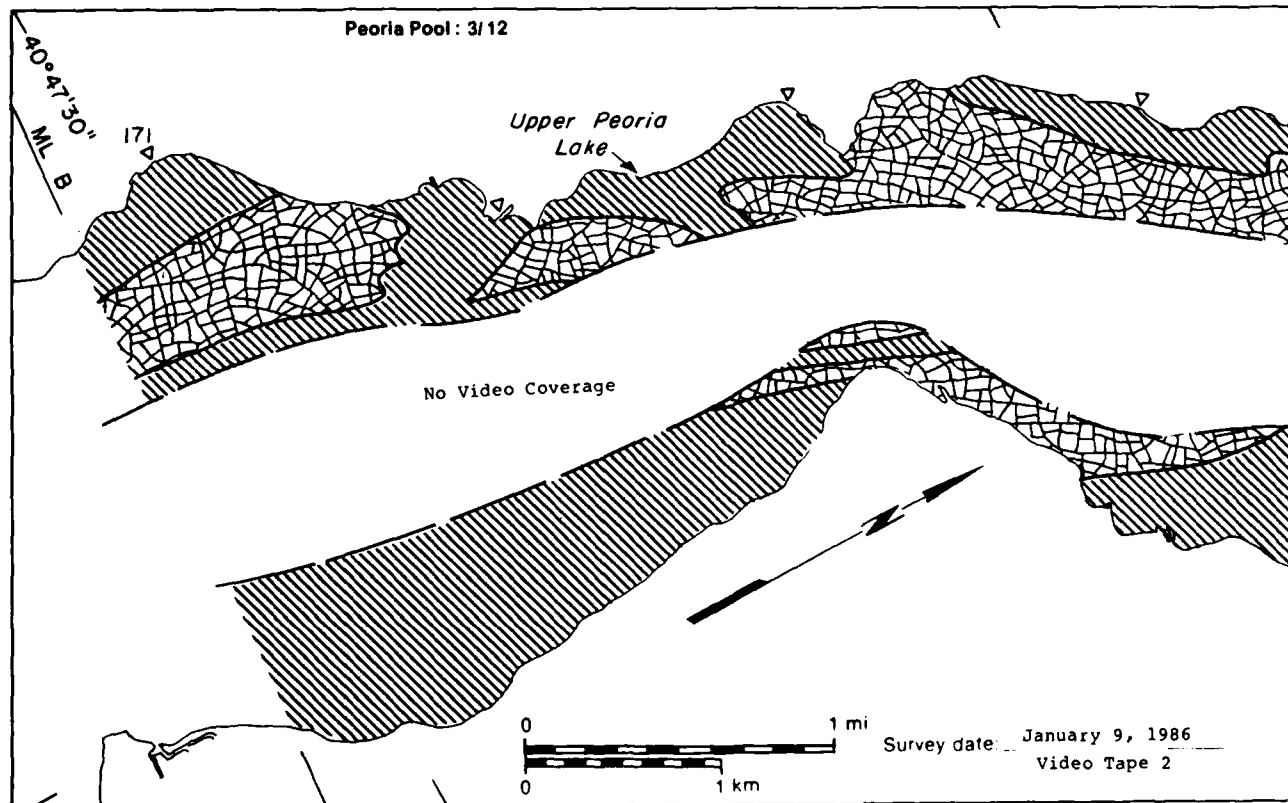 Peoria Pool : 3/12
40°47'30"
ML B
171
Upper Peoria
Lake
No Video Coverage
N
0 1 mi
0 1 km
Survey date: January 9, 1986
Video Tape 2